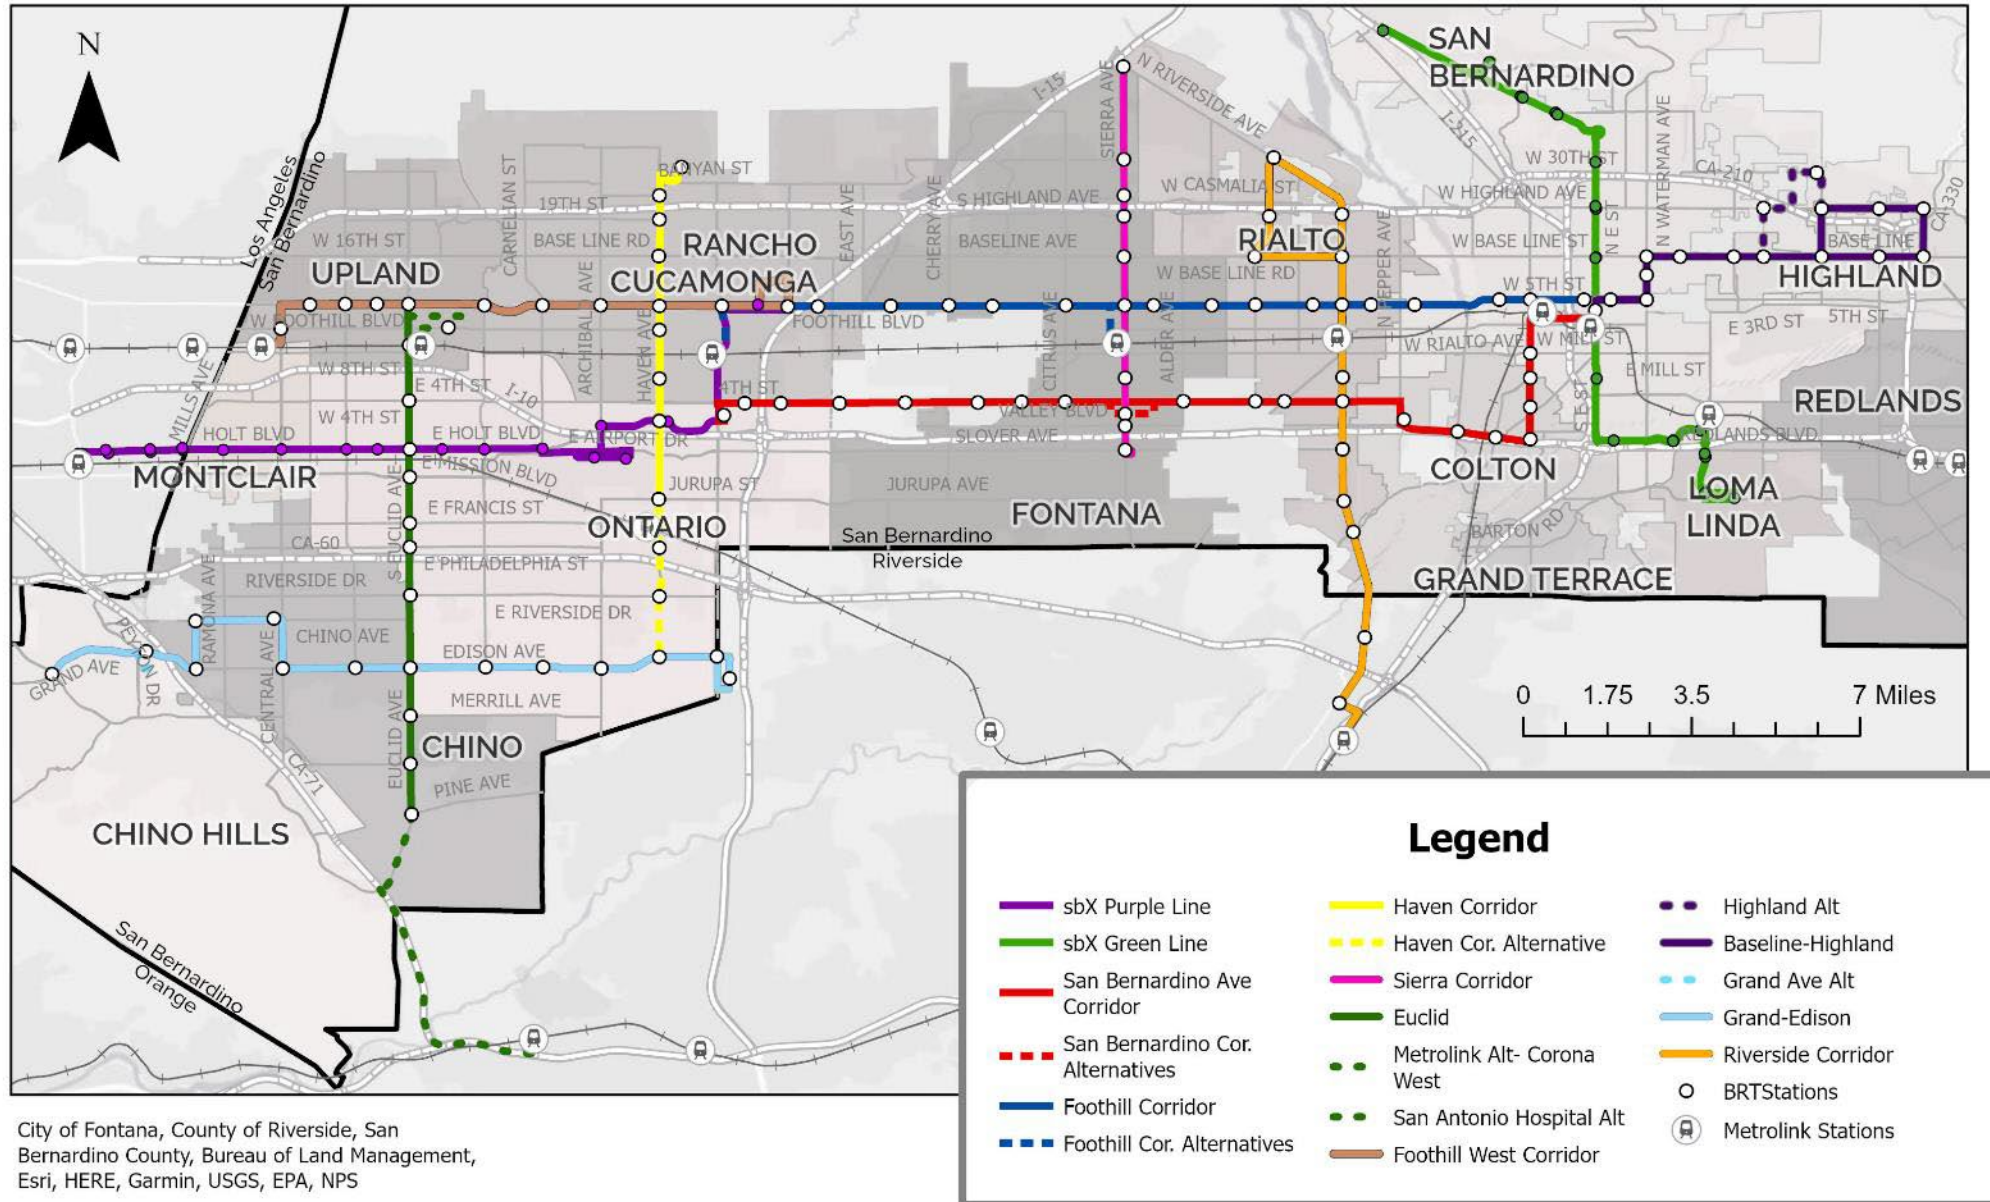 N
SAN
BERNARDINO
I-15
SIERRA AVE
N RIVERSIDE AVE
I-215
N WATERMAN AVE
Los Angeles
San Bernardino
CARNELIAN ST
BANYAN ST
W 30TH ST
CA-210
CA-330
19TH ST
EAST AVE
CHERRY AVE
S HIGHLAND AVE
W CASMALIA ST
W HIGHLAND AVE
N E ST
W 16TH ST
BASE LINE RD
RANCHO
CUCAMONGA
BASELINE AVE
RIALTO
N PEPPER AVE
W BASE LINE ST
BASE LINE
UPLAND
ARCHIBALD AVE
W BASE LINE RD
HIGHLAND
W 5TH ST
W FOOTHILL BLVD
HAVEN AVE
FOOTHILL BLVD
CITRUS AVE
ALDER AVE
E 3RD ST
5TH ST
W RIALTO AVE
W MILL ST
E MILL ST
MILLS AVE
W 8TH ST
E 4TH ST
I-10
4TH ST
REDLANDS
W 4TH ST
VALLEY BLVD
S E ST
HOLT BLVD
E HOLT BLVD
E AIRPORT DR
SLOVER AVE
REDLANDS BLVD
MONTCLAIR
E MISSION BLVD
COLTON
JURUPA ST
JURUPA AVE
LOMA
LINDA
S EUCLID AVE
E FRANCIS ST
ONTARIO
FONTANA
BARTON RD
CA-60
San Bernardino
Riverside
RAMONA AVE
RIVERSIDE DR
E PHILADELPHIA ST
GRAND TERRACE
E RIVERSIDE DR
PEYTON DR
CENTRAL AVE
CHINO AVE
EDISON AVE
GRAND AVE
MERRILL AVE
EUCLID AVE
CHINO
CA-71
PINE AVE
CHINO HILLS
San Bernardino
Orange
0 1.75 3.5 7 Miles
Legend
sbX Purple Line
sbX Green Line
San Bernardino Ave
Corridor
San Bernardino Cor.
Alternatives
Foothill Corridor
Foothill Cor. Alternatives
Haven Corridor
Haven Cor. Alternative
Sierra Corridor
Euclid
Metrolink Alt- Corona
West
San Antonio Hospital Alt
Foothill West Corridor
Highland Alt
Baseline-Highland
Grand Ave Alt
Grand-Edison
Riverside Corridor
BRTStations
Metrolink Stations
City of Fontana, County of Riverside, San
Bernardino County, Bureau of Land Management,
Esri, HERE, Garmin, USGS, EPA, NPS